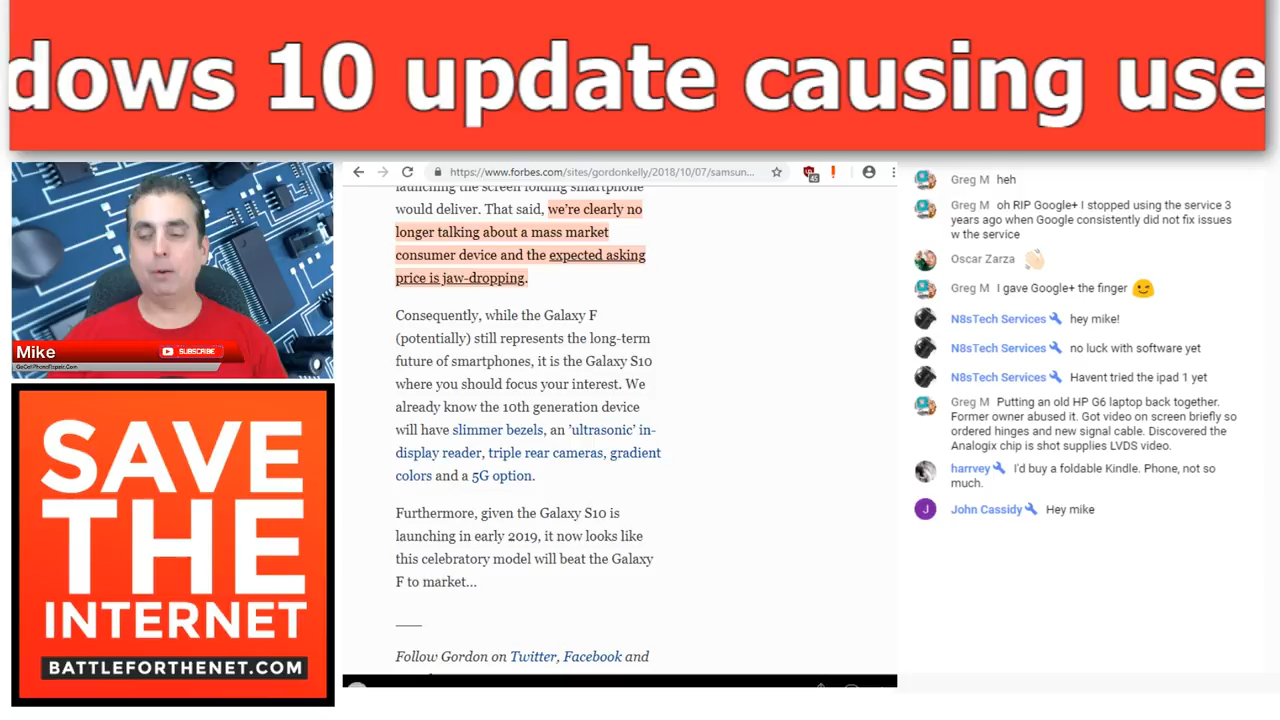 dows 10 update causing use
Mike
SUBSCRIBE
GoCellPhoneRepair.Com
SAVE
THE
INTERNET
BATTLEFORTHENET.COM
https://www.forbes.com/sites/gordonkelly/2018/10/07/samsun...
45
launching the screen folding smartphone
would deliver. That said, we're clearly no
longer talking about a mass market
consumer device and the expected asking
price is jaw-dropping.
Consequently, while the Galaxy F
(potentially) still represents the long-term
future of smartphones, it is the Galaxy S10
where you should focus your interest. We
already know the 10th generation device
will have slimmer bezels, an 'ultrasonic' in-
display reader, triple rear cameras, gradient
colors and a 5G option.
Furthermore, given the Galaxy S10 is
launching in early 2019, it now looks like
this celebratory model will beat the Galaxy
F to market...
Follow Gordon on Twitter, Facebook and
Greg M heh
Greg M oh RIP Google+ I stopped using the service 3
years ago when Google consistently did not fix issues
w the service
Oscar Zarza 👋🏻
Greg M I gave Google+ the finger 😉
N8sTech Services hey mike!
N8sTech Services no luck with software yet
N8sTech Services Havent tried the ipad 1 yet
Greg M Putting an old HP G6 laptop back together.
Former owner abused it. Got video on screen briefly so
ordered hinges and new signal cable. Discovered the
Analogix chip is shot supplies LVDS video.
harrvey I'd buy a foldable Kindle. Phone, not so
much.
J
John Cassidy Hey mike